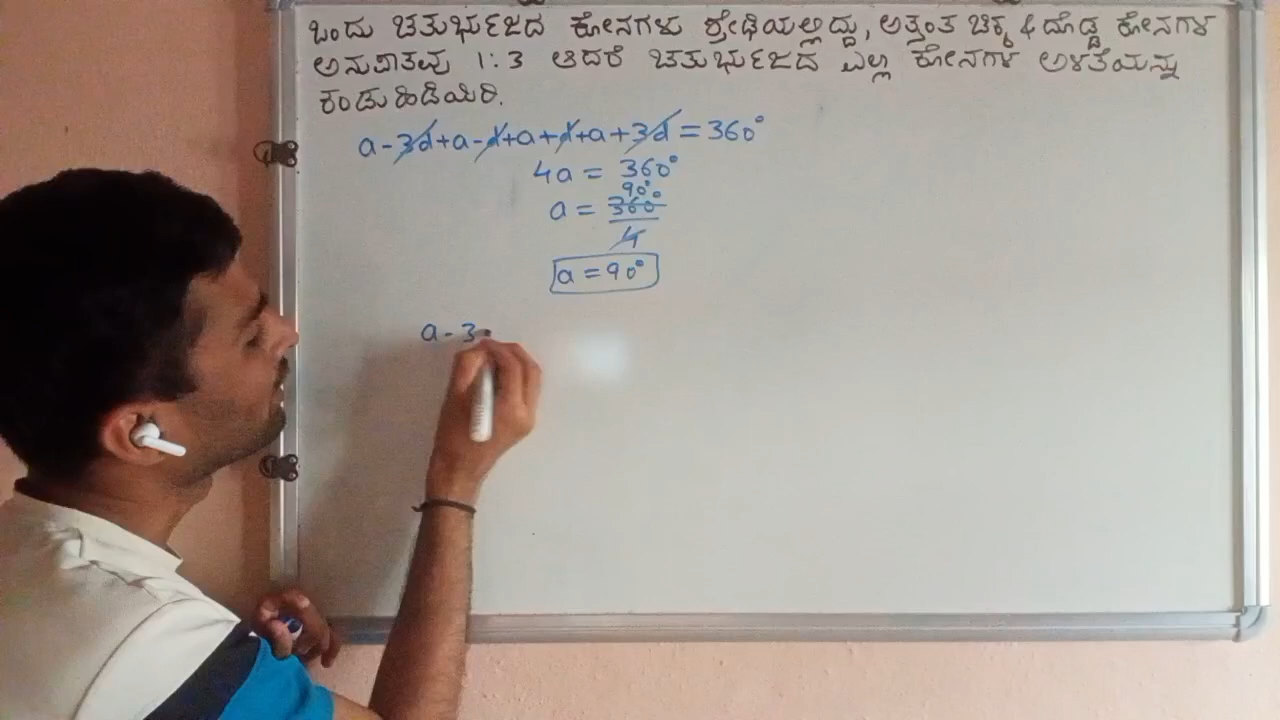 ಒಂದು ಚತುರ್ಭುಜದ ಕೋನಗಳು ಶ್ರೇಢಿಯಲ್ಲಿದ್ದು, ಅತ್ಯಂತ ಚಿಕ್ಕ & ದೊಡ್ಡ ಕೋನಗಳ
ಅನುಪಾತವು 1:3 ಆದರೆ ಚತುರ್ಭುಜದ ಎಲ್ಲಾ ಕೋನಗಳ ಅಳತೆಯನ್ನು
ಕಂಡುಹಿಡಿಯಿರಿ.
a-3d+a-d+a+d+a+3d=360°
4a = 360°
90°
a = 360°
4
a = 90°
a-3